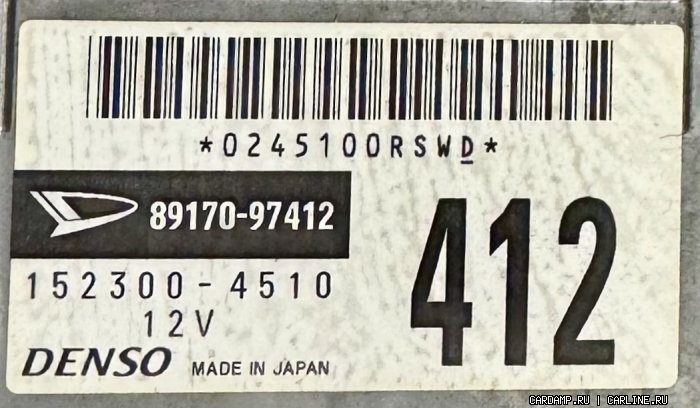 *0245100RSWD*
89170-97412
412
152300-4510
12V
DENSO MADE IN JAPAN
CARDAMP.RU | CARLINE.RU